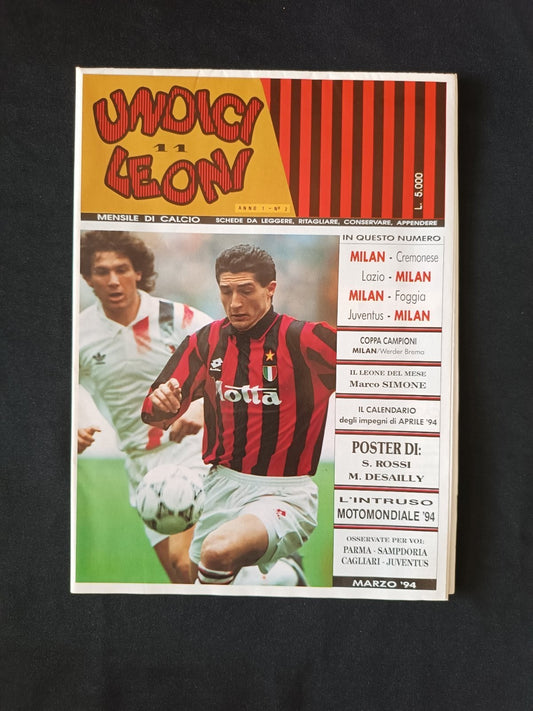 UNDICI
11
LEONI
ANNO 1 - N° 2
L. 5.000
MENSILE DI CALCIO SCHEDE DA LEGGERE, RITAGLIARE, CONSERVARE, APPENDERE
IN QUESTO NUMERO
MILAN - Cremonese
Lazio - MILAN
MILAN - Foggia
Juventus - MILAN
COPPA CAMPIONI
MILAN/Werder Brema
IL LEONE DEL MESE
Marco SIMONE
IL CALENDARIO
degli impegni di APRILE '94
POSTER DI:
S. ROSSI
M. DESAILLY
L'INTRUSO
MOTOMONDIALE '94
OSSERVATE PER VOI:
PARMA - SAMPDORIA
CAGLIARI - JUVENTUS
MARZO '94
lotto
Motta
adidas